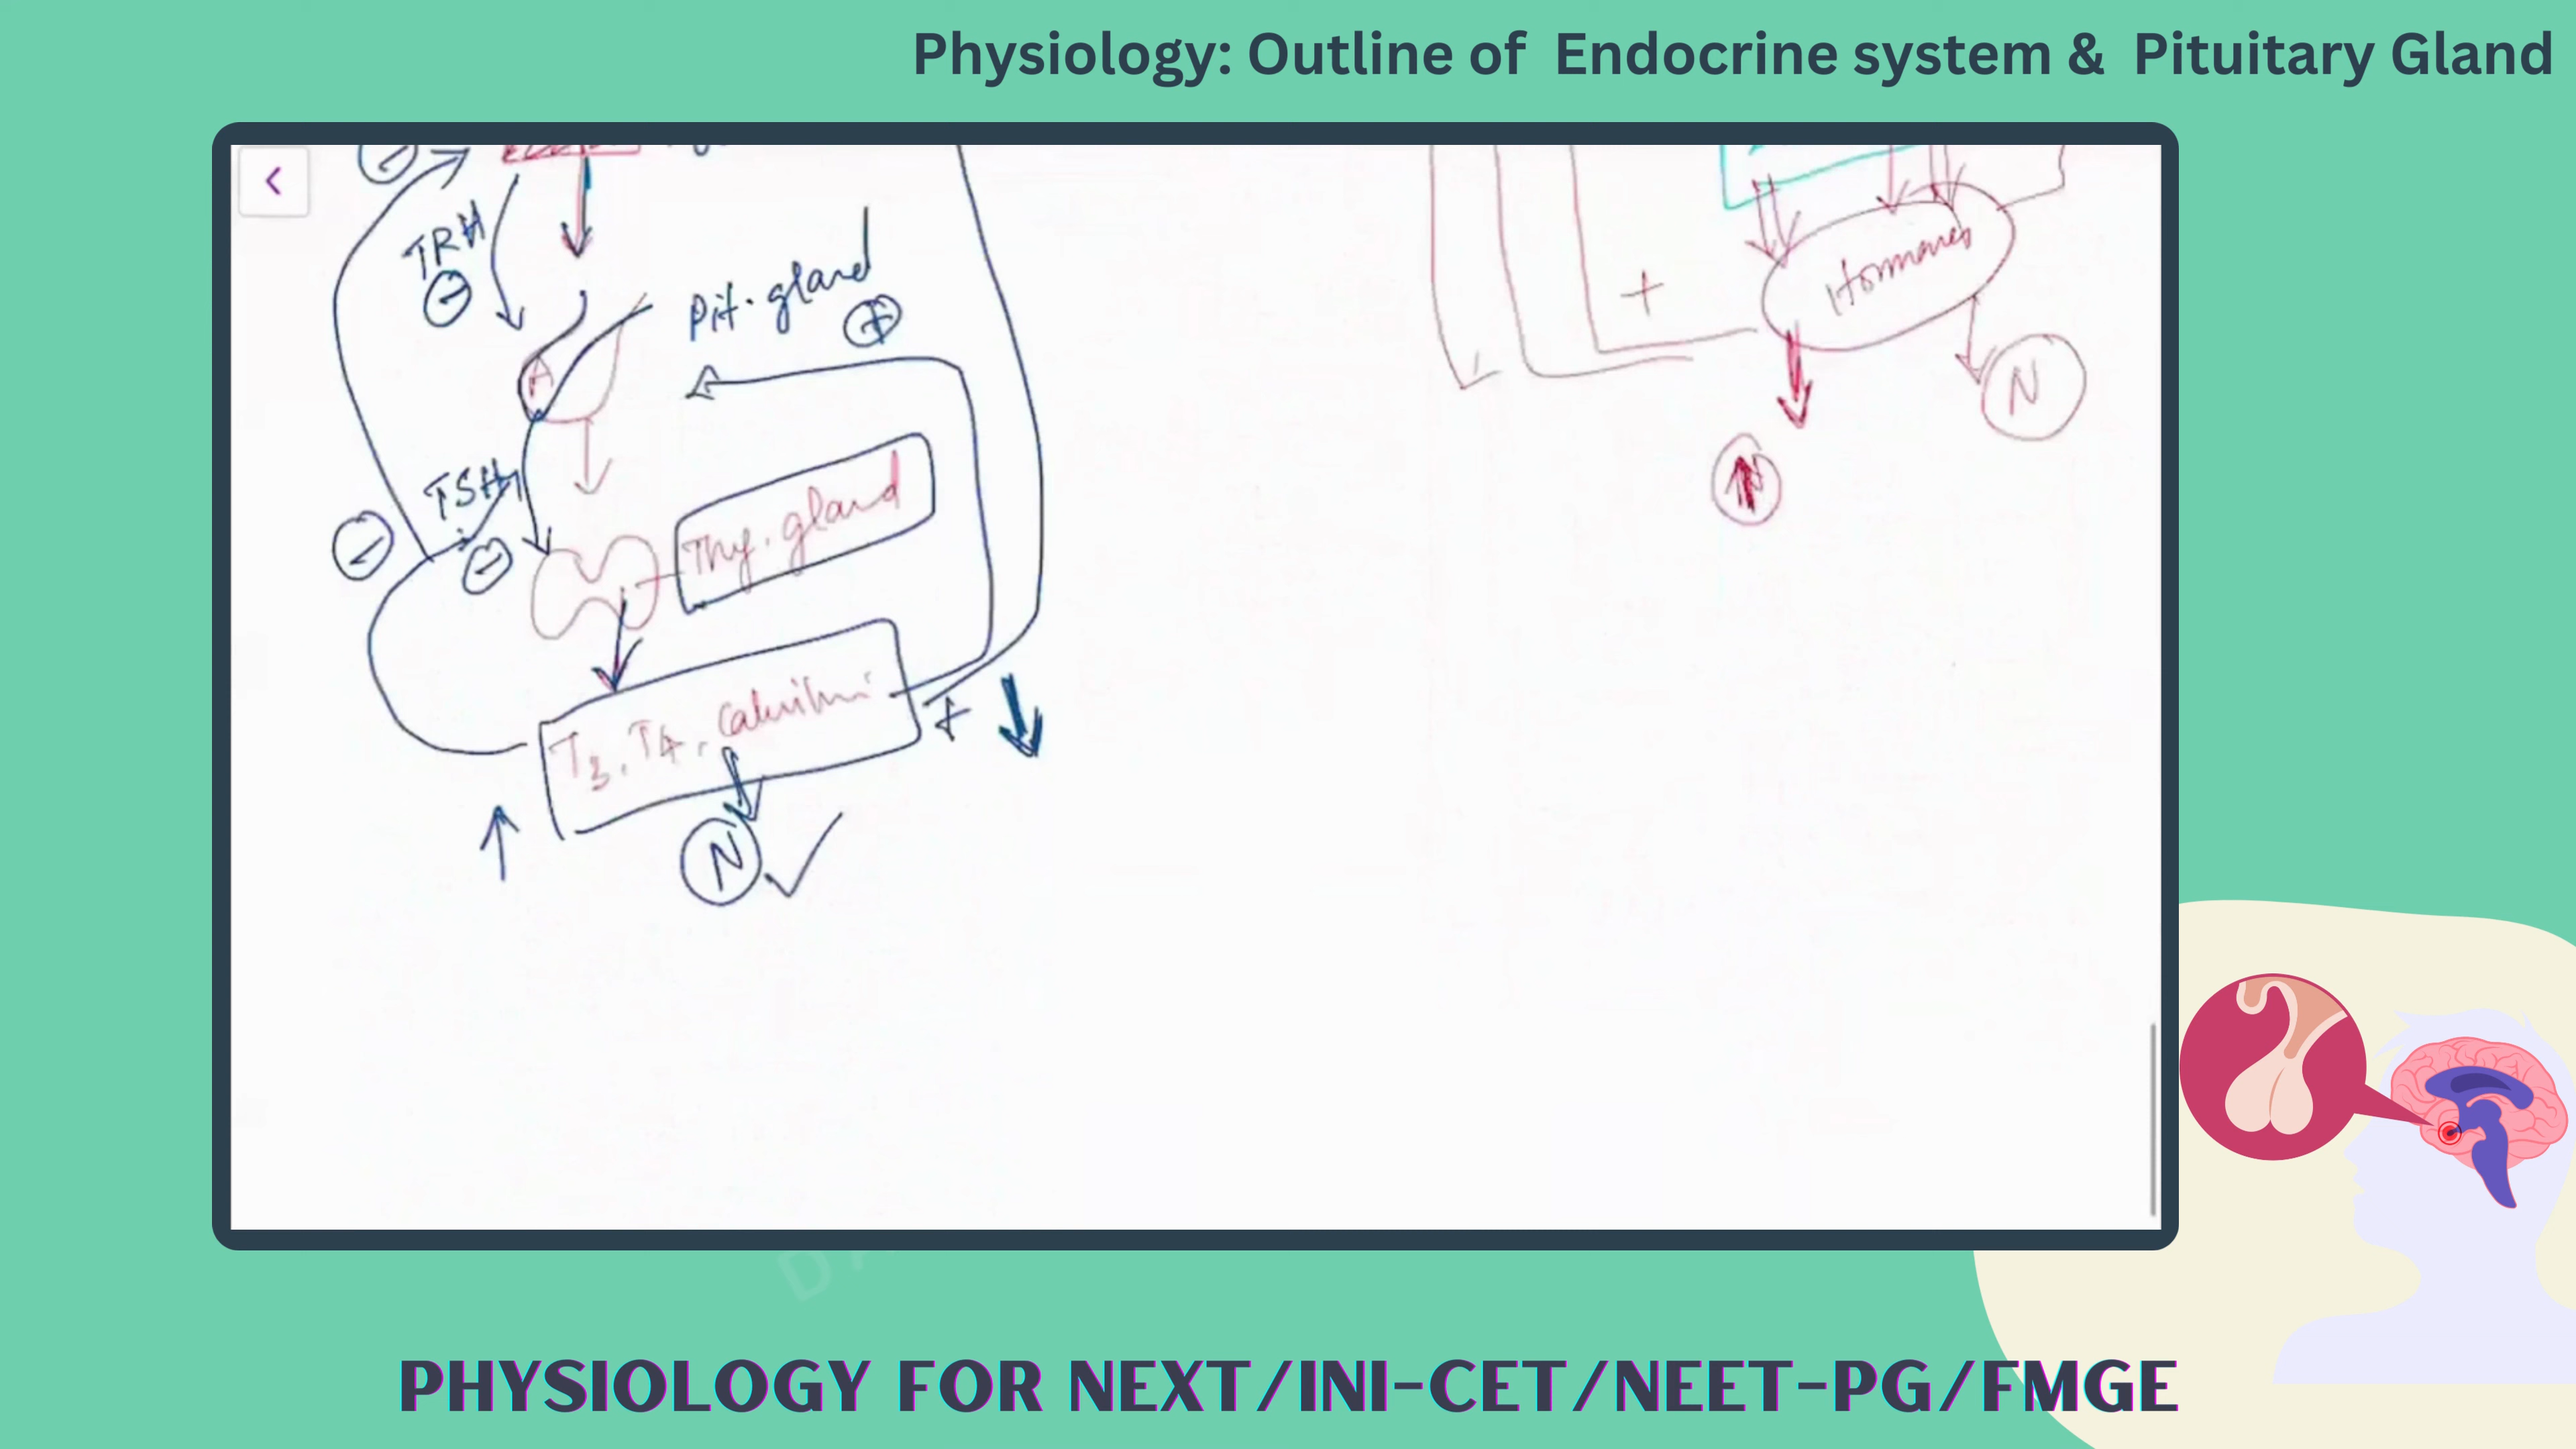 Physiology: Outline of Endocrine system & Pituitary Gland
TRH
Pit. gland
+
A
TSH
Thy. gland
T3, T4,
+
N
+
Hormones
N
PHYSIOLOGY FOR NEXT/INI-CET/NEET-PG/FMGE